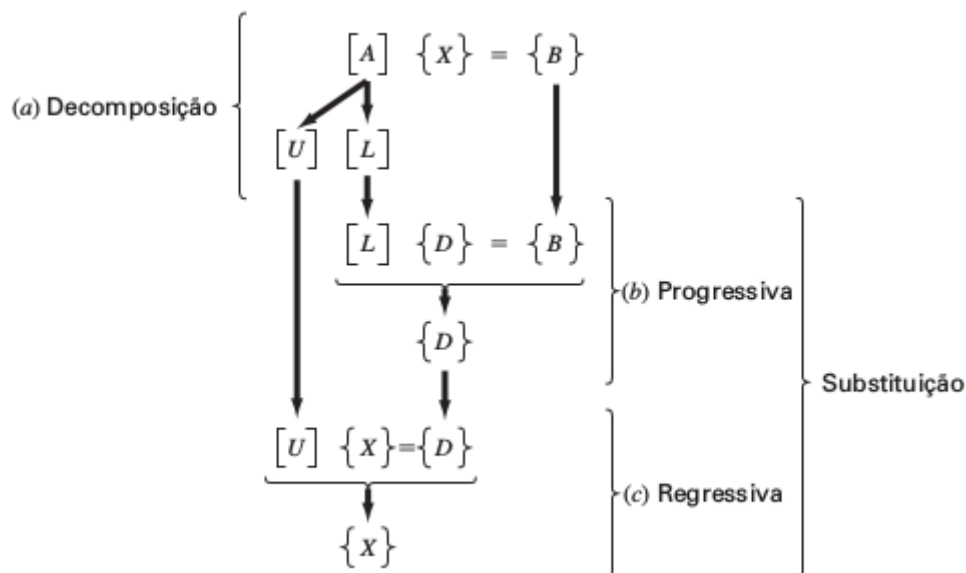 [A] {X} = {B}
(a) Decomposição
[U] [L]
[L] {D} = {B}
(b) Progressiva
{D}
Substituição
[U] {X}={D}
(c) Regressiva
{X}